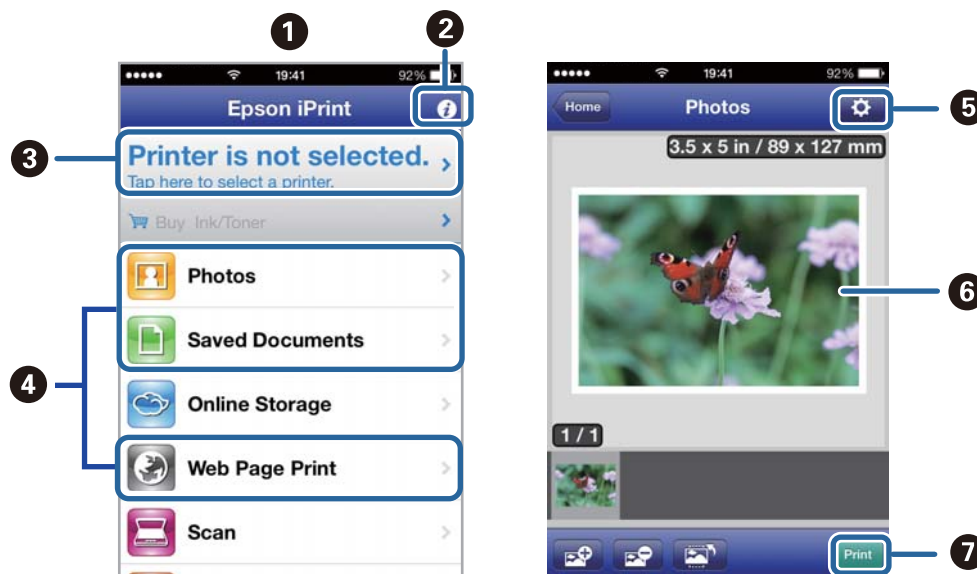 1
2
19:41
92%
Epson iPrint
3
Printer is not selected.
Tap here to select a printer.
Buy Ink/Toner
4
Photos
Saved Documents
Online Storage
Web Page Print
Scan
19:41
92%
Home
Photos
5
3.5 x 5 in / 89 x 127 mm
6
1 / 1
Print
7